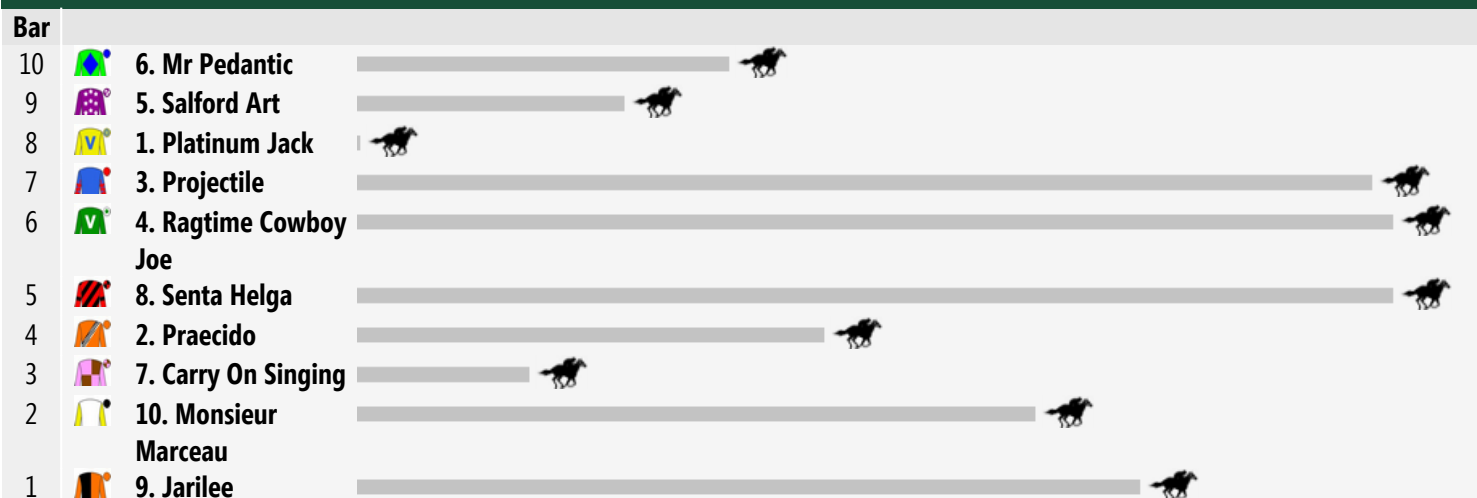 Bar
10 6. Mr Pedantic
9 5. Salford Art
8 V 1. Platinum Jack
7 3. Projectile
6 V 4. Ragtime Cowboy
Joe
5 8. Senta Helga
4 2. Praecido
3 7. Carry On Singing
2 10. Monsieur
Marceau
1 9. Jarilee